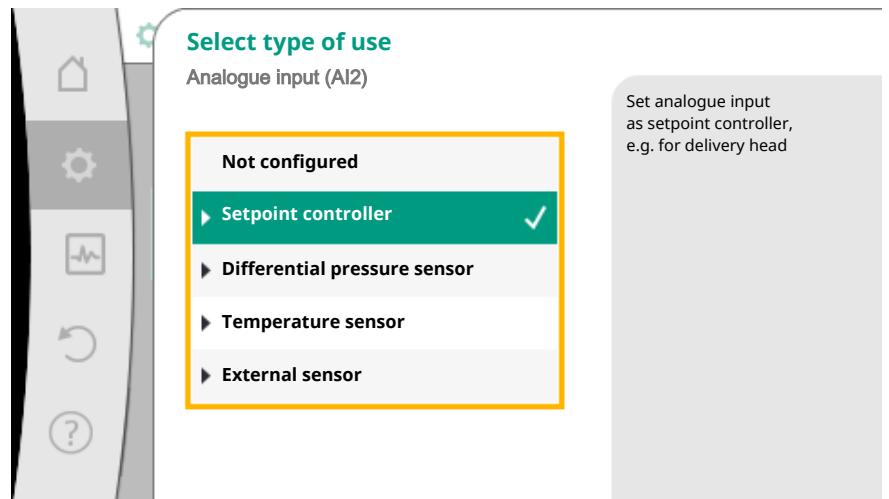 Select type of use
Analogue input (AI2)
Set analogue input
as setpoint controller,
e.g. for delivery head
Not configured
Setpoint controller
Differential pressure sensor
Temperature sensor
External sensor
?